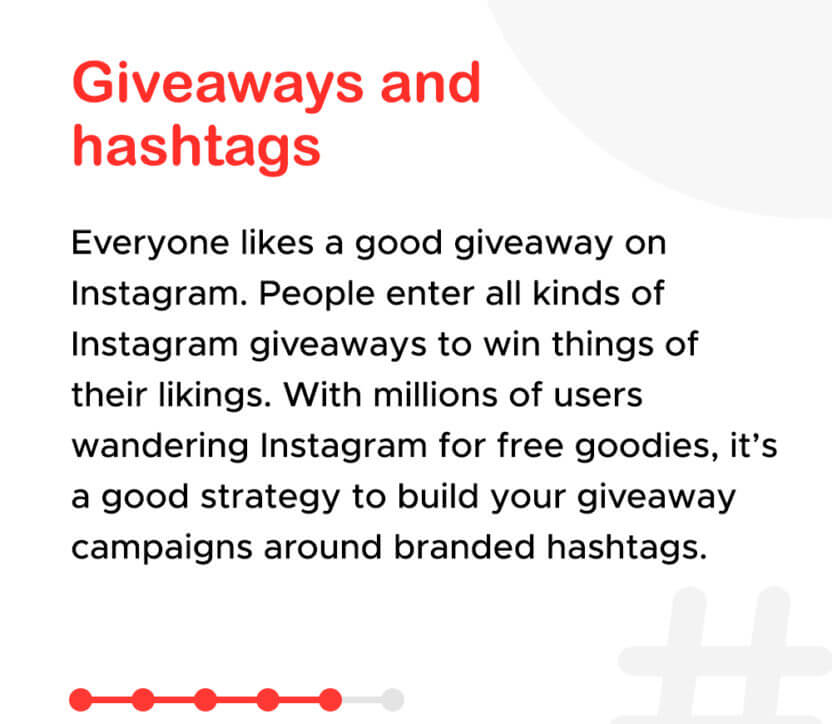 Giveaways and
hashtags
Everyone likes a good giveaway on
Instagram. People enter all kinds of
Instagram giveaways to win things of
their likings. With millions of users
wandering Instagram for free goodies, it’s
a good strategy to build your giveaway
campaigns around branded hashtags.
#